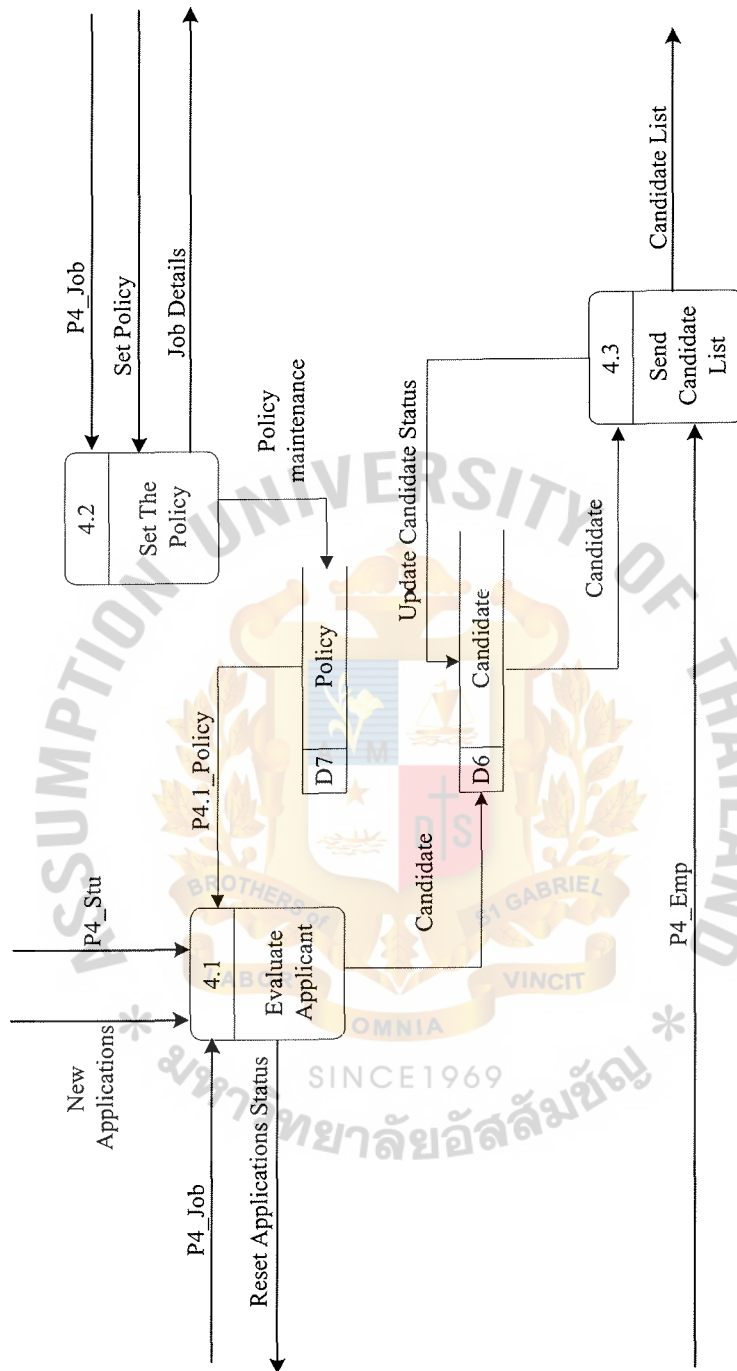 P4_Job
Set Policy
Job Details
4.2
Set The
Policy
Policy
maintenance
D7
Policy
P4.1_Policy
New
Applications
P4_Stu
4.1
Evaluate
Applicant
P4_Job
Reset Applications Status
Candidate
D6
Candidate
Update Candidate Status
Candidate
4.3
Send
Candidate
List
Candidate List
P4_Emp
ASSUMPTION UNIVERSITY OF THAILAND
A M
D S
BROTHERS of
S1 GABRIEL
LABOR
OMNIA
VINCIT
SINCE1969
* มหาวิทยาลัยอัสสัมชัญ *